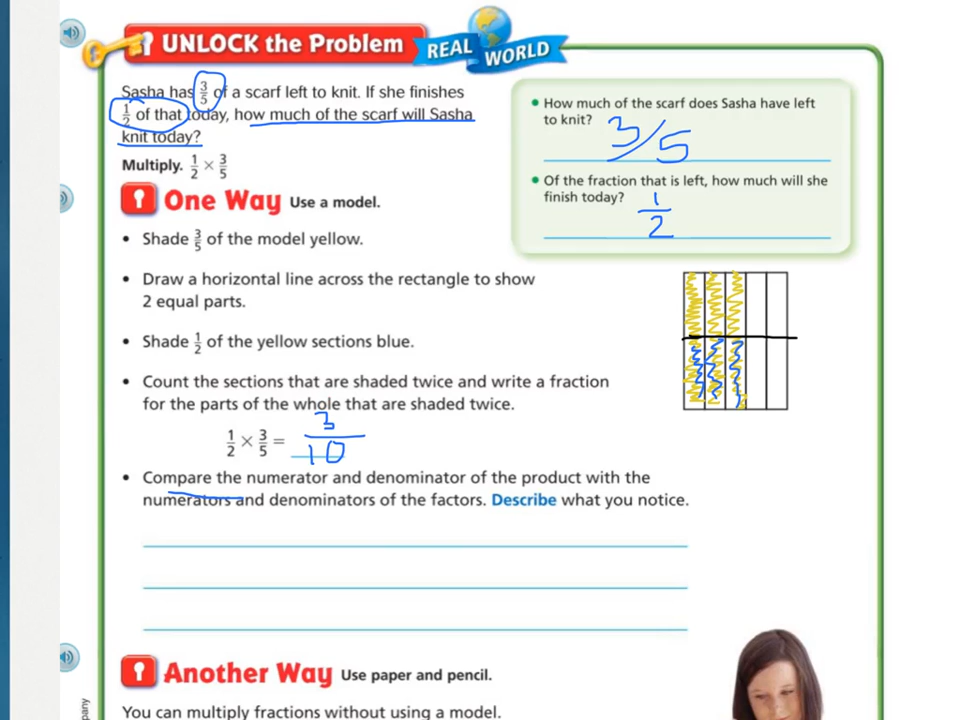 UNLOCK the Problem REAL WORLD
Sasha has 3/5 of a scarf left to knit. If she finishes
1/2 of that today, how much of the scarf will Sasha
knit today?
Multiply. 1/2 × 3/5
• How much of the scarf does Sasha have left
to knit?
3/5
• Of the fraction that is left, how much will she
finish today?
1/2
One Way Use a model.
• Shade 3/5 of the model yellow.
• Draw a horizontal line across the rectangle to show
2 equal parts.
• Shade 1/2 of the yellow sections blue.
• Count the sections that are shaded twice and write a fraction
for the parts of the whole that are shaded twice.
1/2 × 3/5 = 3/10
• Compare the numerator and denominator of the product with the
numerators and denominators of the factors. Describe what you notice.
Another Way Use paper and pencil.
You can multiply fractions without using a model.
pany